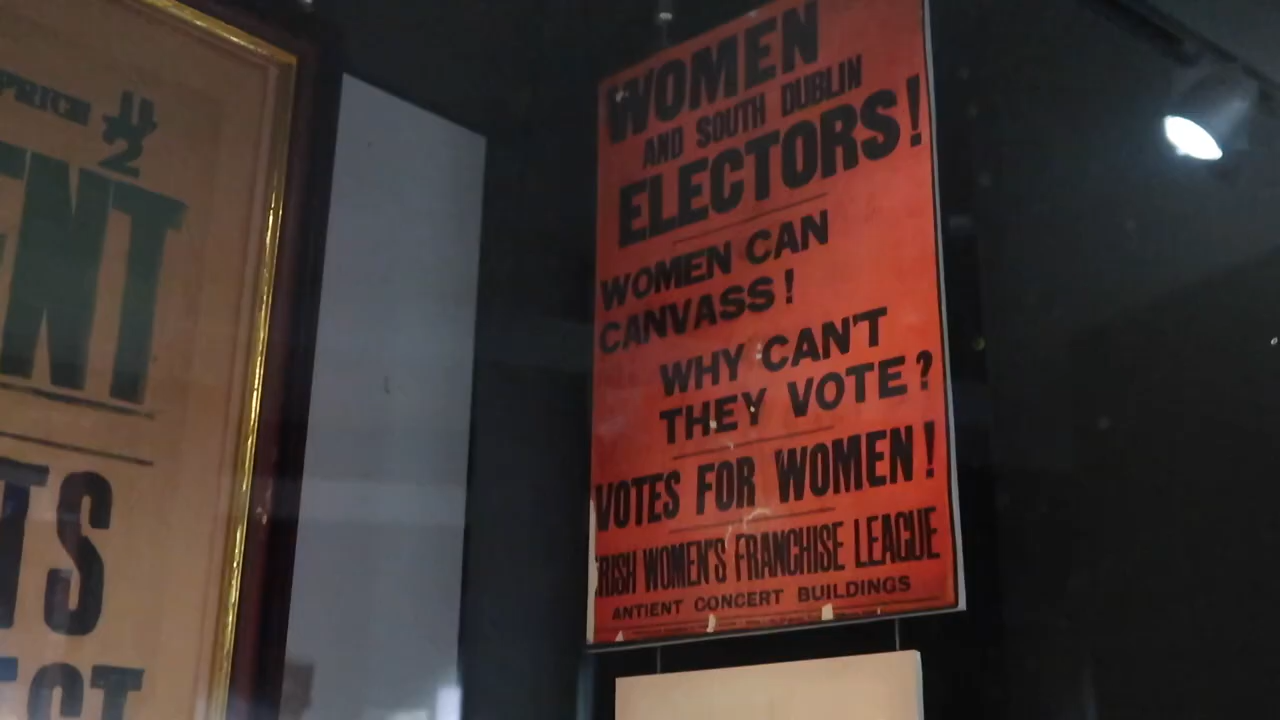 PRICE ½
ENT
TS
ECT
WOMEN
AND SOUTH DUBLIN
ELECTORS!
WOMEN CAN
CANVASS!
WHY CAN'T
THEY VOTE?
VOTES FOR WOMEN!
IRISH WOMEN'S FRANCHISE LEAGUE
ANTIENT CONCERT BUILDINGS